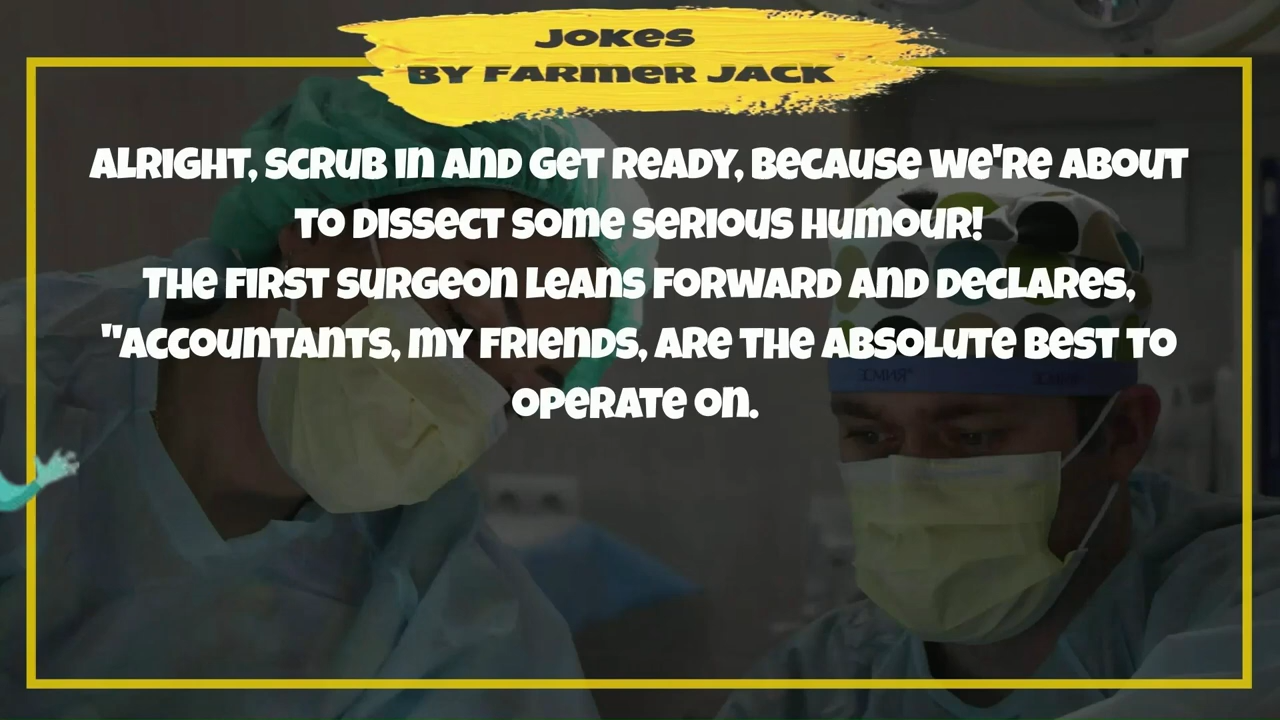 JOKES
BY FARMER JACK
ALRIGHT, SCRUB IN AND GET READY, BECAUSE WE'RE ABOUT
TO DISSECT SOME SERIOUS HUMOUR!
THE FIRST SURGEON LEANS FORWARD AND DECLARES,
"ACCOUNTANTS, MY FRIENDS, ARE THE ABSOLUTE BEST TO
OPERATE ON.